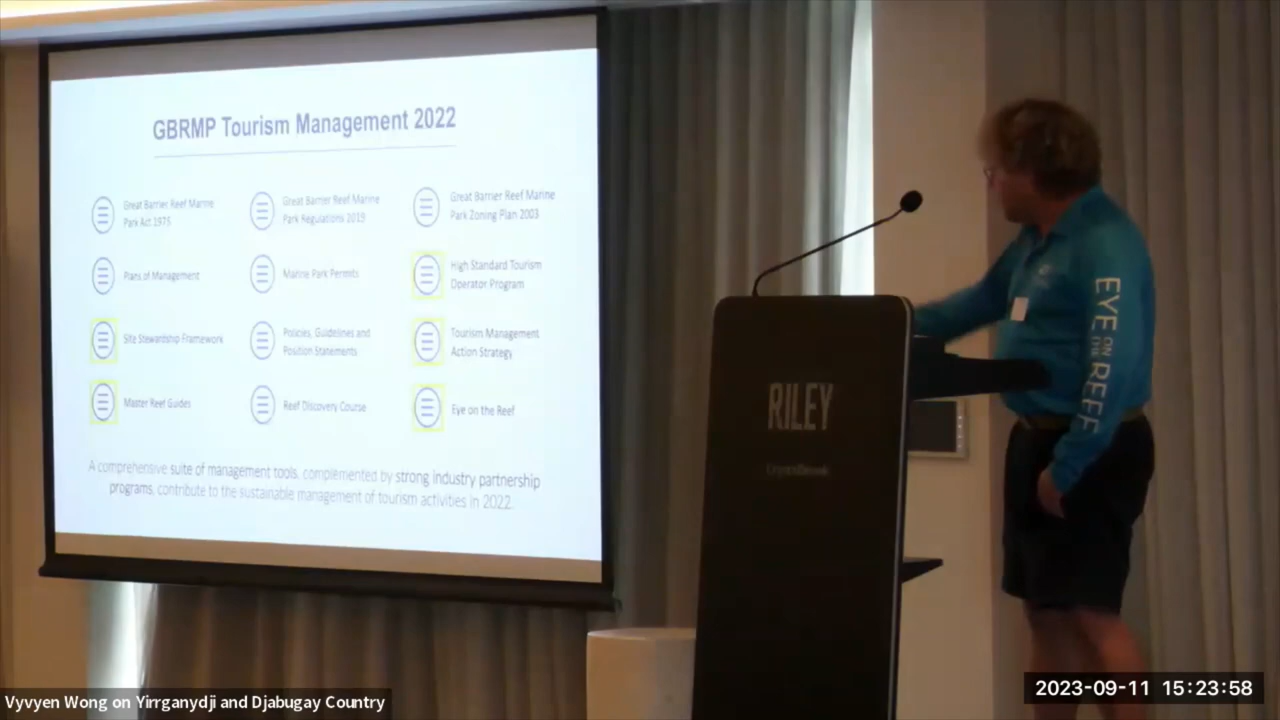 GBRMP Tourism Management 2022
Great Barrier Reef Marine
Park Act 1975
Great Barrier Reef Marine
Park Regulations 2019
Great Barrier Reef Marine
Park Zoning Plan 2003
Plans of Management
Marine Park Permits
High Standard Tourism
Operator Program
Site Stewardship Framework
Policies, Guidelines and
Position Statements
Tourism Management
Action Strategy
Master Reef Guides
Reef Discovery Course
Eye on the Reef
A comprehensive suite of management tools, complemented by strong industry partnership
programs, contribute to the sustainable management of tourism activities in 2022.
EYE ON THE REEF
RILEY
Crystalbrook
Vyvyen Wong on Yirrganydji and Djabugay Country
2023-09-11 15:23:58